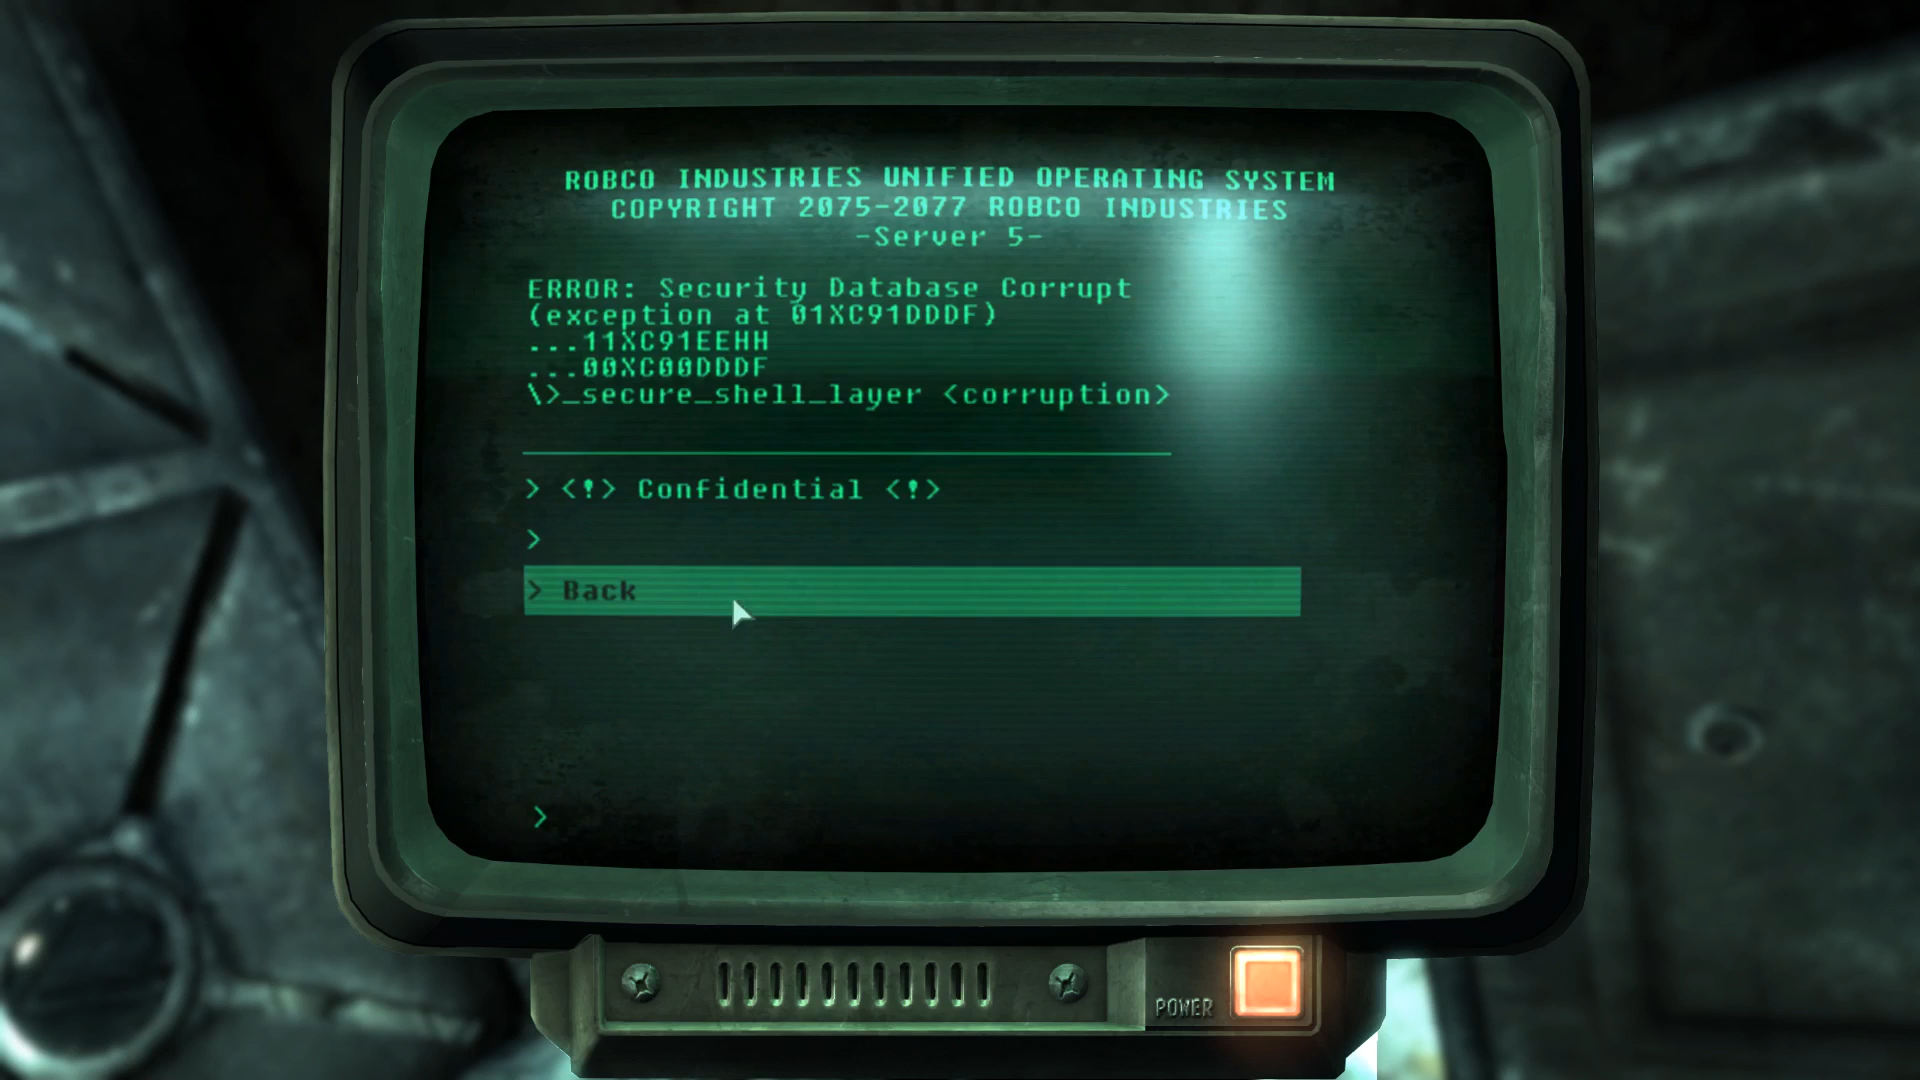 ROBCO INDUSTRIES UNIFIED OPERATING SYSTEM
COPYRIGHT 2075-2077 ROBCO INDUSTRIES
-Server 5-
ERROR: Security Database Corrupt
(exception at 01XC91DDDF)
...11XC91EEHH
...00XC00DDDF
\>_secure_shell_layer <corruption>
> <!> Confidential <!>
>
> Back
>
POWER